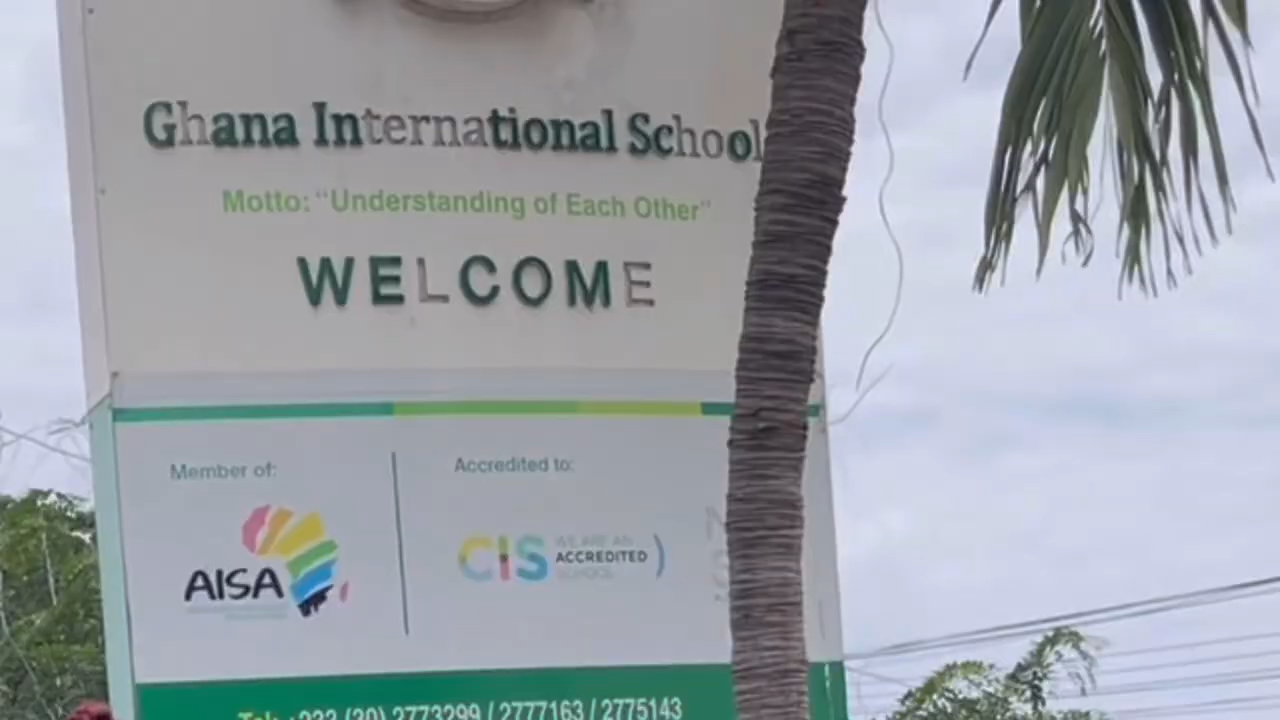 Ghana International School
Motto: "Understanding of Each Other"
WELCOME
Member of:
Accredited to:
AISA
CIS
WE ARE AN
ACCREDITED
SCHOOL
Tel: +233 (30) 2773299 / 2777163 / 2775143